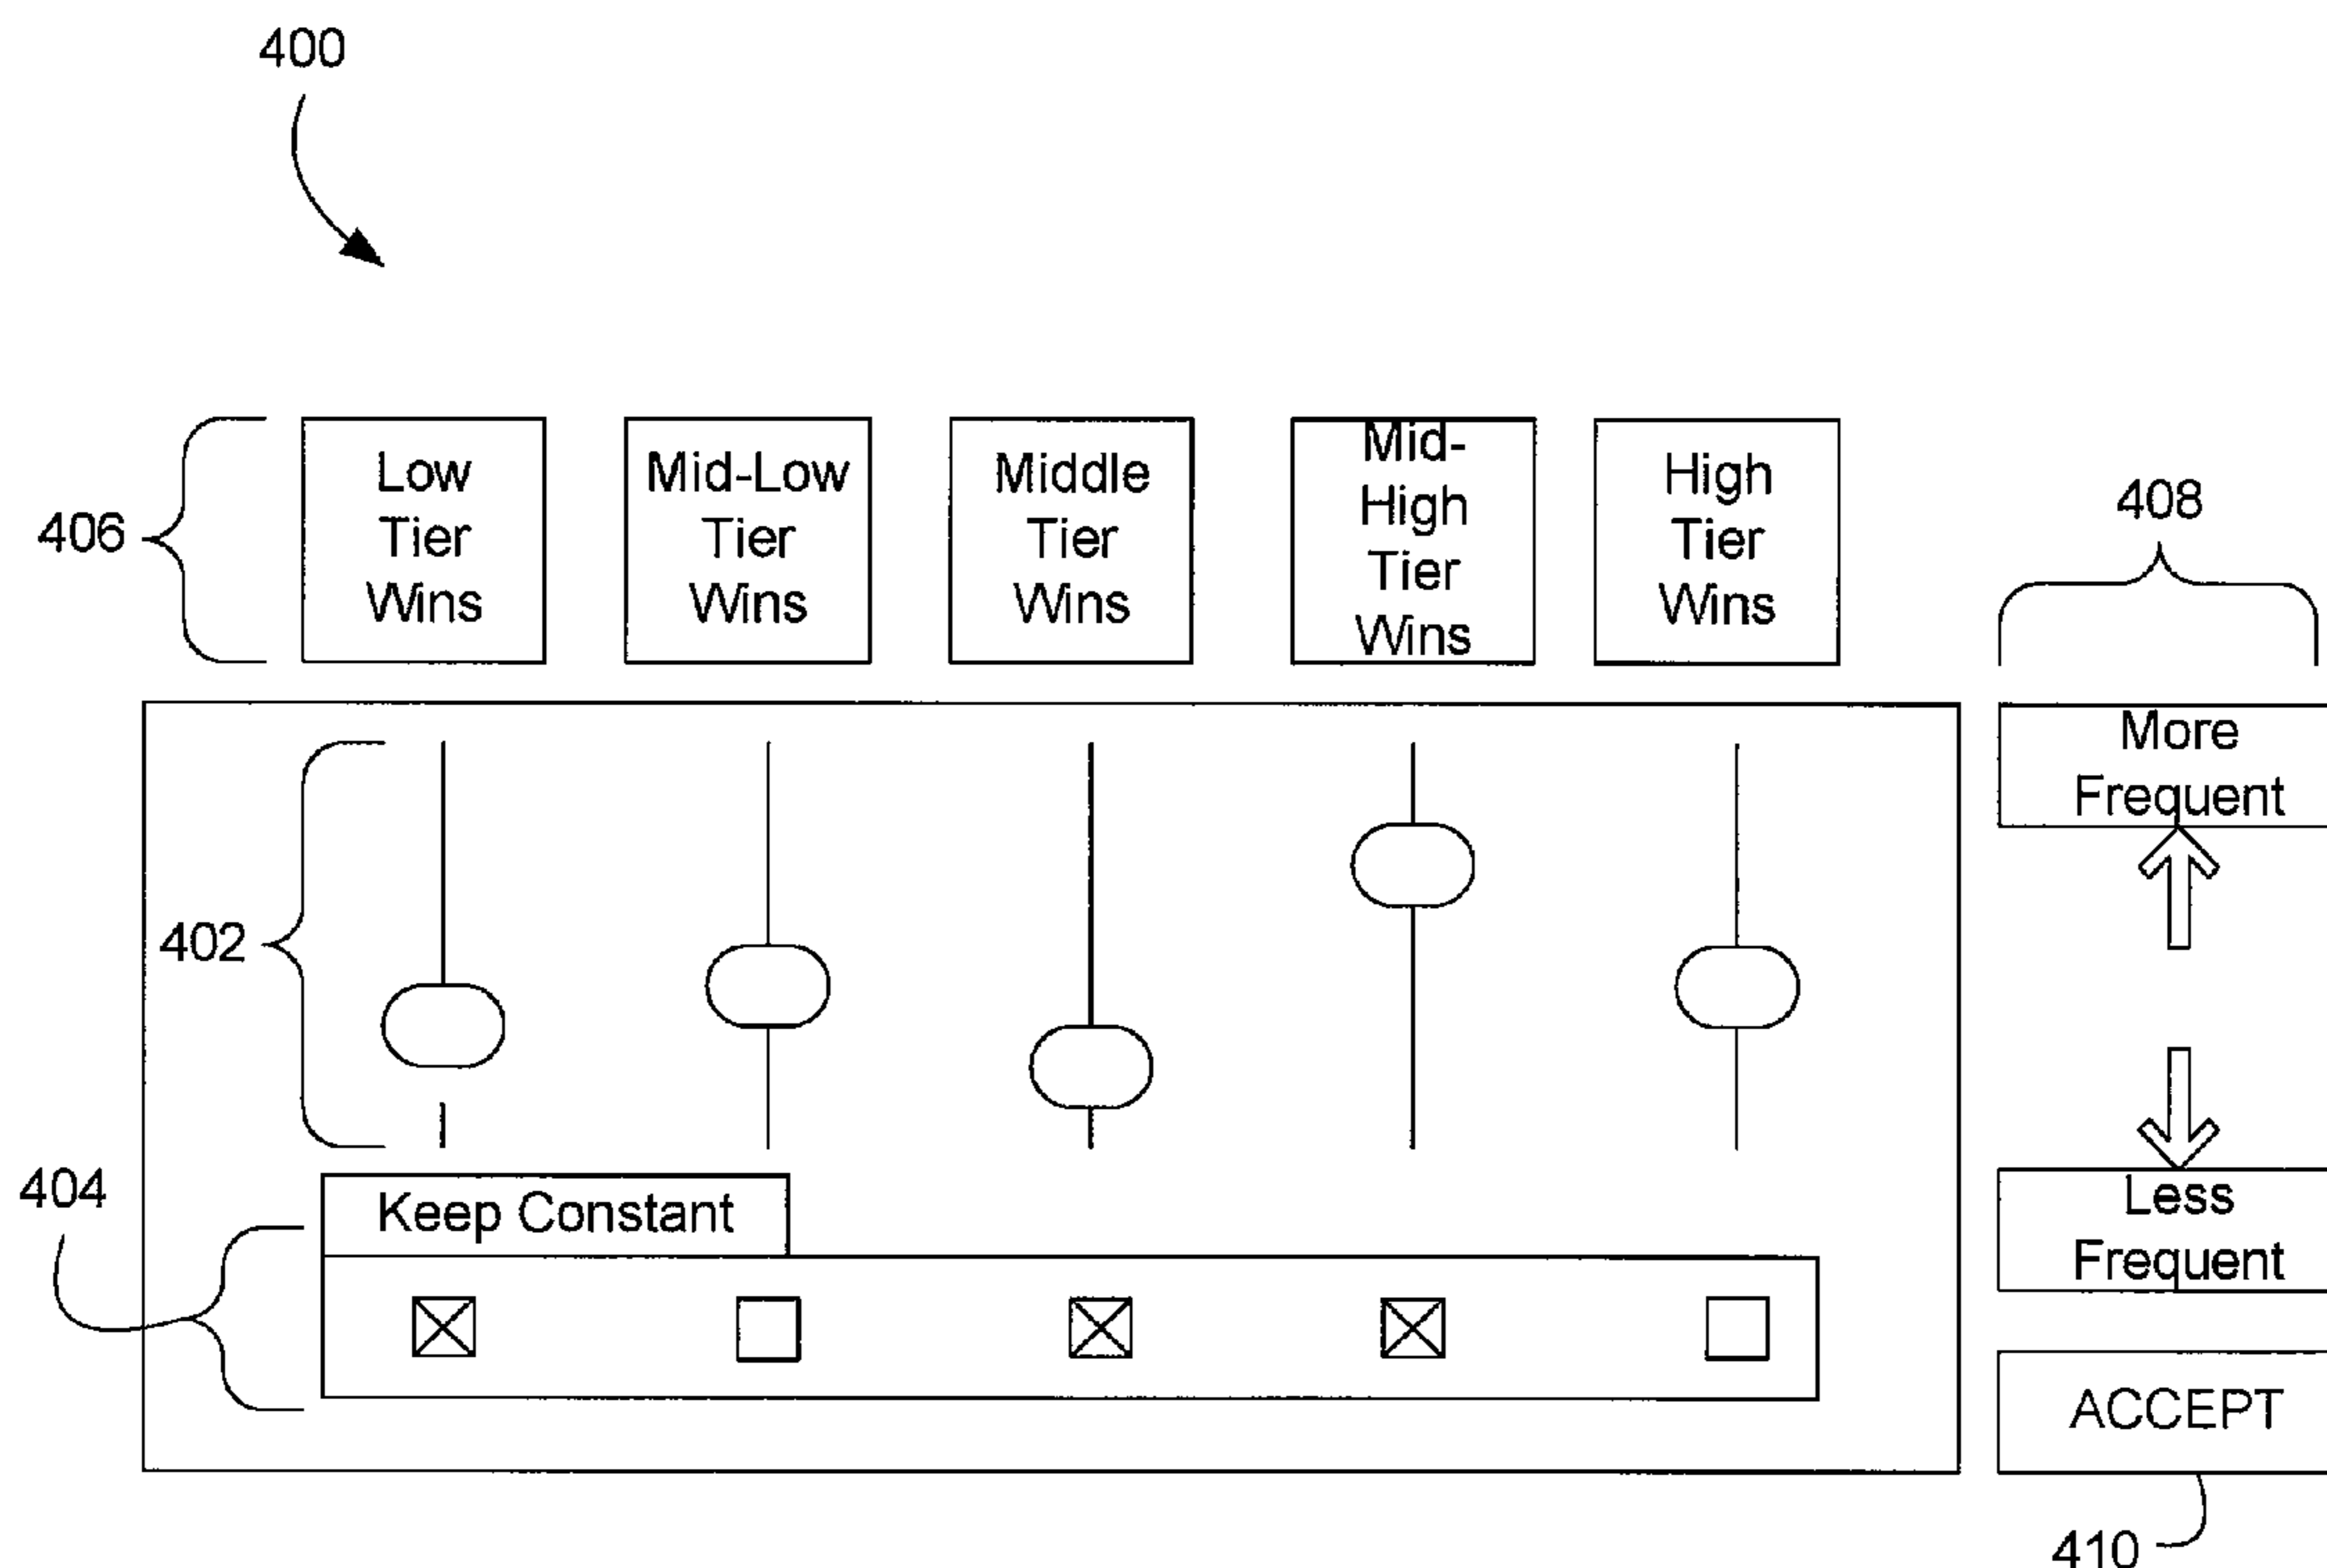 400
406
Low
Tier
Wins
Mid-Low
Tier
Wins
Middle
Tier
Wins
Mid-
High
Tier
Wins
High
Tier
Wins
408
More
Frequent
402
404
Keep Constant
Less
Frequent
ACCEPT
410